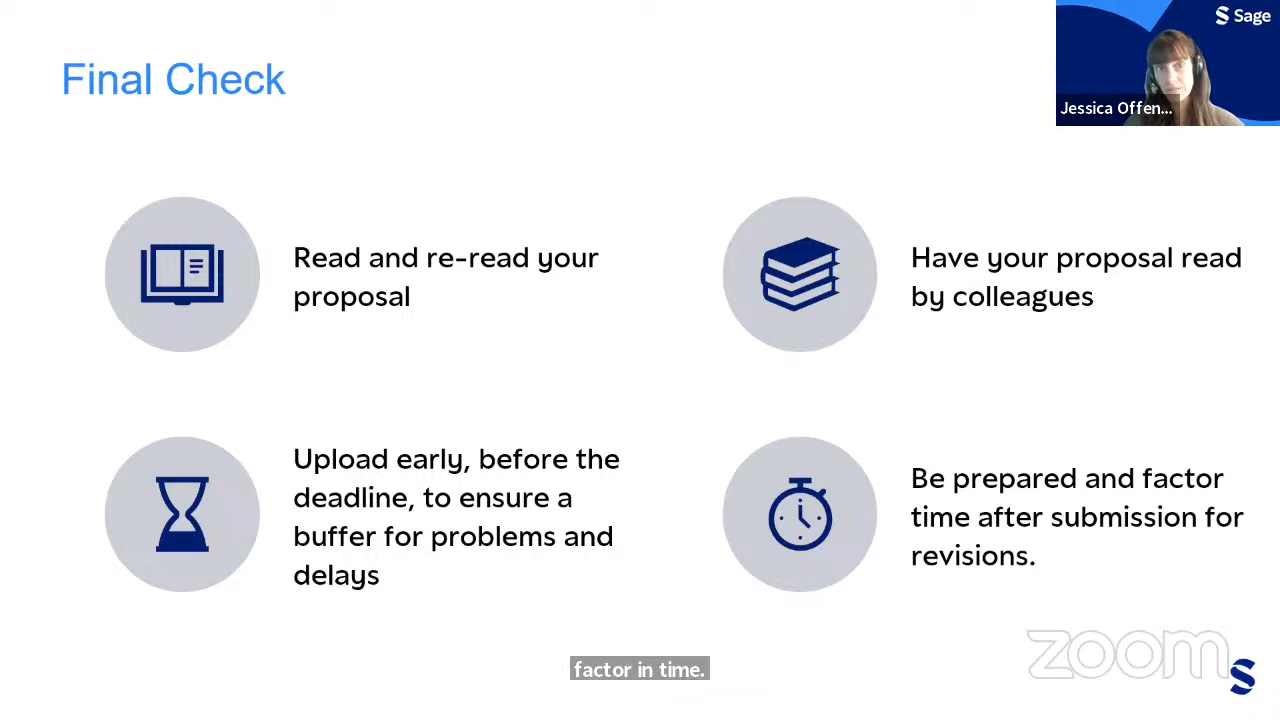 Sage
Final Check
Jessica Offen...
Read and re-read your
proposal
Have your proposal read
by colleagues
Upload early, before the
deadline, to ensure a
buffer for problems and
delays
Be prepared and factor
time after submission for
revisions.
factor in time.
zoom